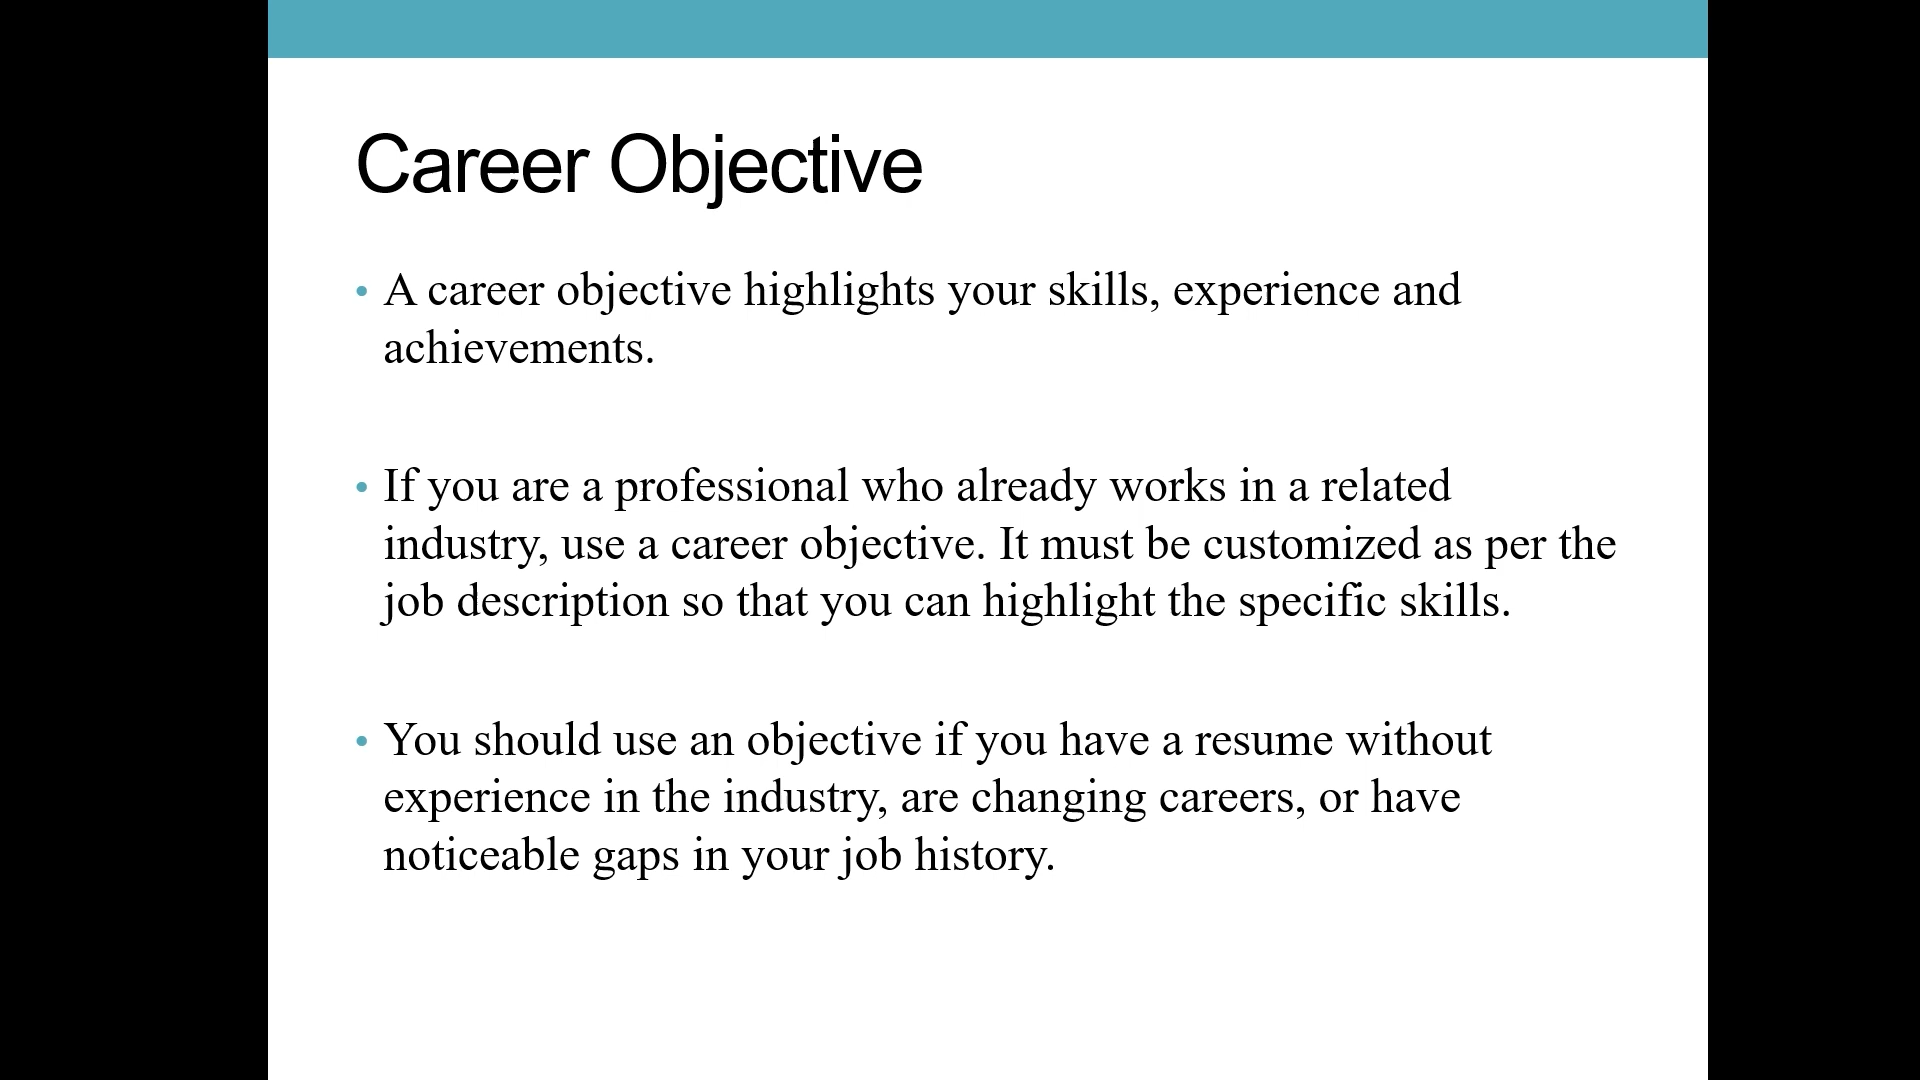 Career Objective
• A career objective highlights your skills, experience and
achievements.
• If you are a professional who already works in a related
industry, use a career objective. It must be customized as per the
job description so that you can highlight the specific skills.
• You should use an objective if you have a resume without
experience in the industry, are changing careers, or have
noticeable gaps in your job history.